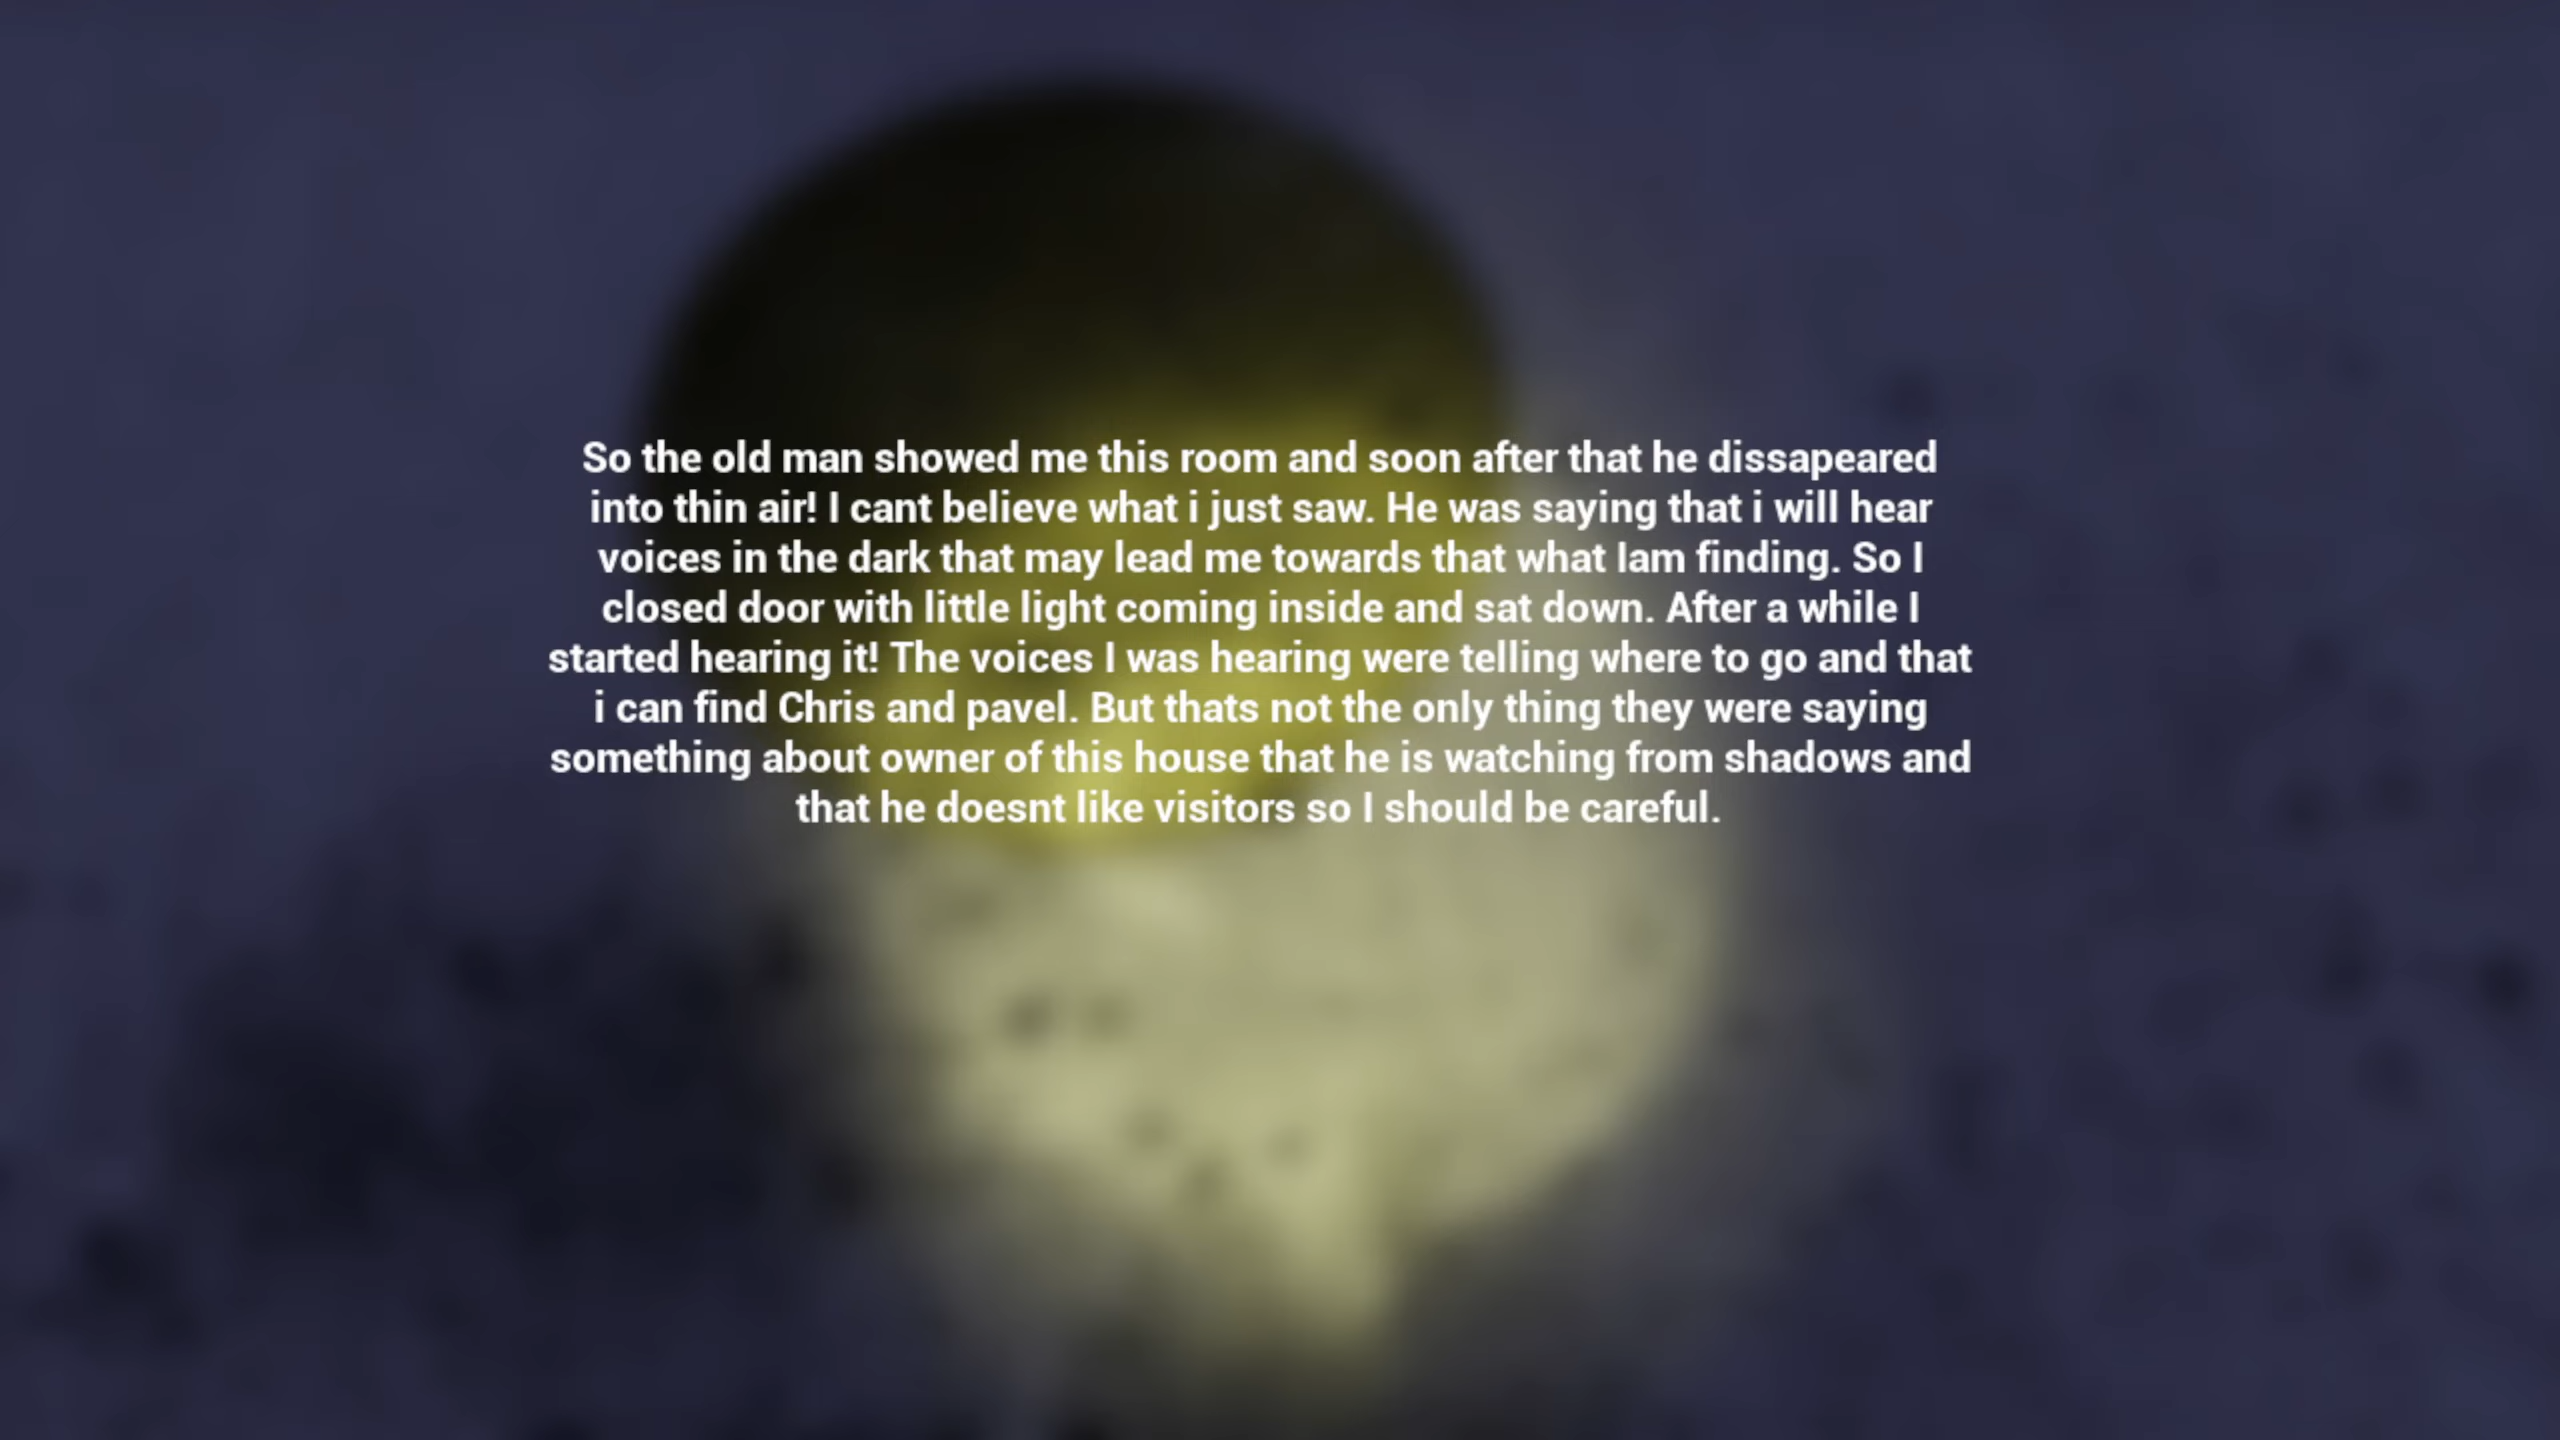 So the old man showed me this room and soon after that he dissapeared
into thin air! I cant believe what i just saw. He was saying that i will hear
voices in the dark that may lead me towards that what Iam finding. So I
closed door with little light coming inside and sat down. After a while I
started hearing it! The voices I was hearing were telling where to go and that
i can find Chris and pavel. But thats not the only thing they were saying
something about owner of this house that he is watching from shadows and
that he doesnt like visitors so I should be careful.